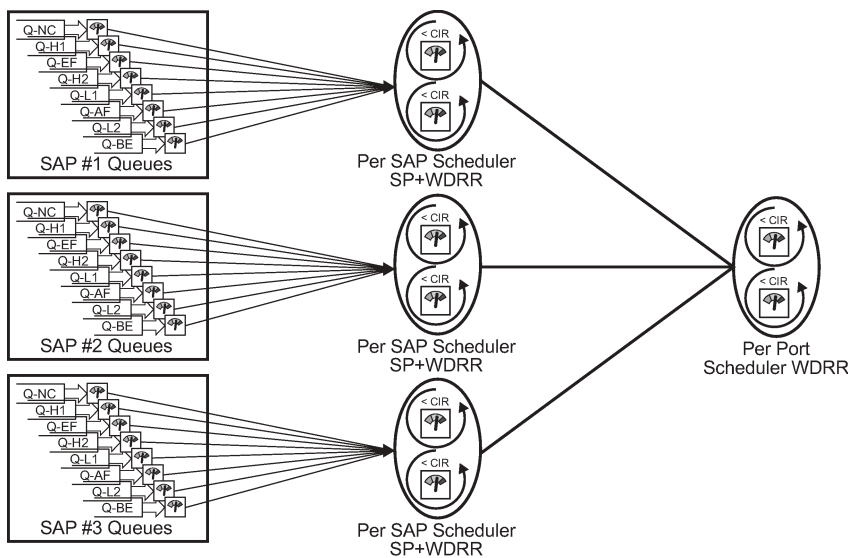 Q-NC
Q-H1
Q-EF
Q-H2
Q-L1
Q-AF
Q-L2
Q-BE
SAP #1 Queues
< CIR
< CIR
Per SAP Scheduler
SP+WDRR
Q-NC
Q-H1
Q-EF
Q-H2
Q-L1
Q-AF
Q-L2
Q-BE
SAP #2 Queues
< CIR
< CIR
Per SAP Scheduler
SP+WDRR
Q-NC
Q-H1
Q-EF
Q-H2
Q-L1
Q-AF
Q-L2
Q-BE
SAP #3 Queues
< CIR
< CIR
Per SAP Scheduler
SP+WDRR
< CIR
< CIR
Per Port
Scheduler WDRR